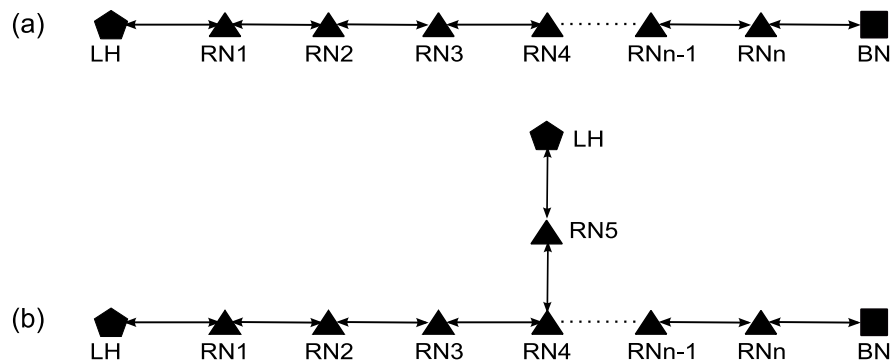 (a)
LH RN1 RN2 RN3 RN4 RNn-1 RNn BN
LH
RN5
(b)
LH RN1 RN2 RN3 RN4 RNn-1 RNn BN